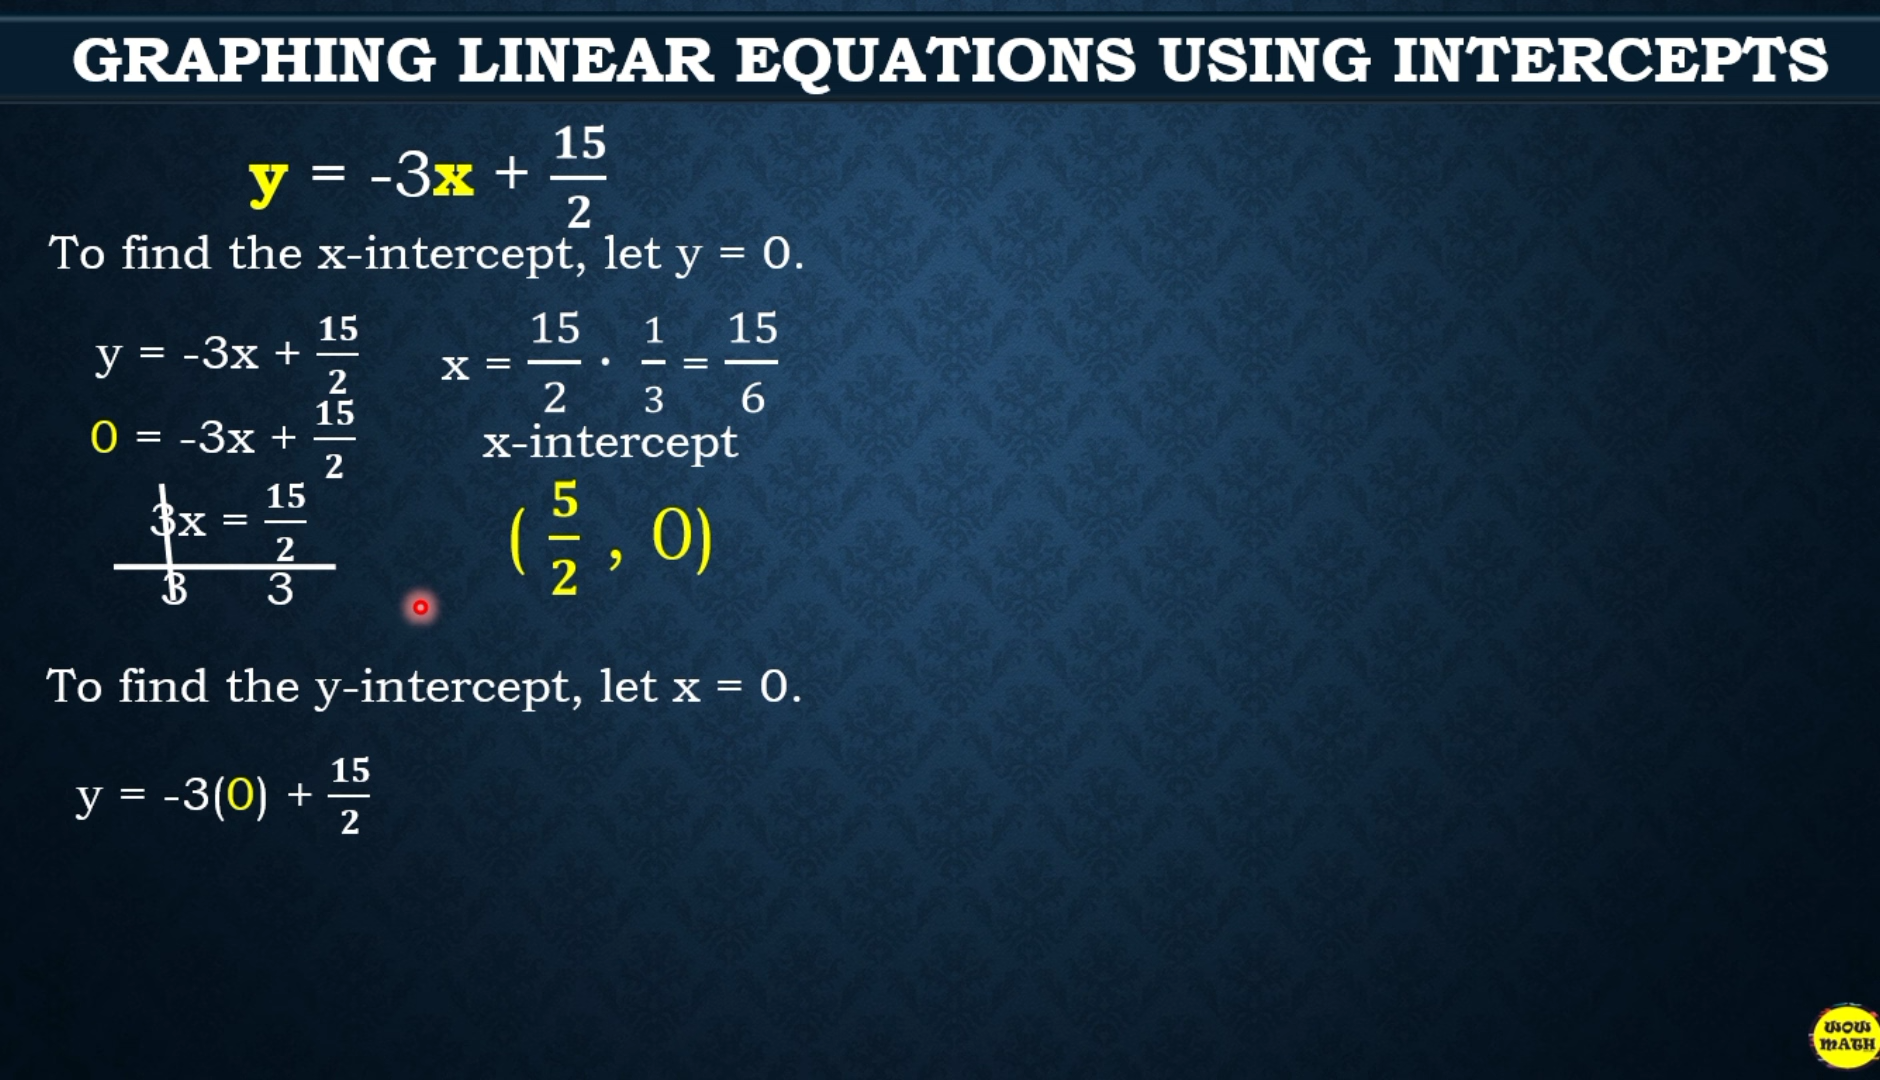 GRAPHING LINEAR EQUATIONS USING INTERCEPTS
y = -3x + 15/2
To find the x-intercept, let y = 0.
y = -3x + 15/2
0 = -3x + 15/2
3x = 15/2
3 3
x = 15/2 · 1/3 = 15/6
x-intercept
( 5/2 , 0)
To find the y-intercept, let x = 0.
y = -3(0) + 15/2
WOW
MATH